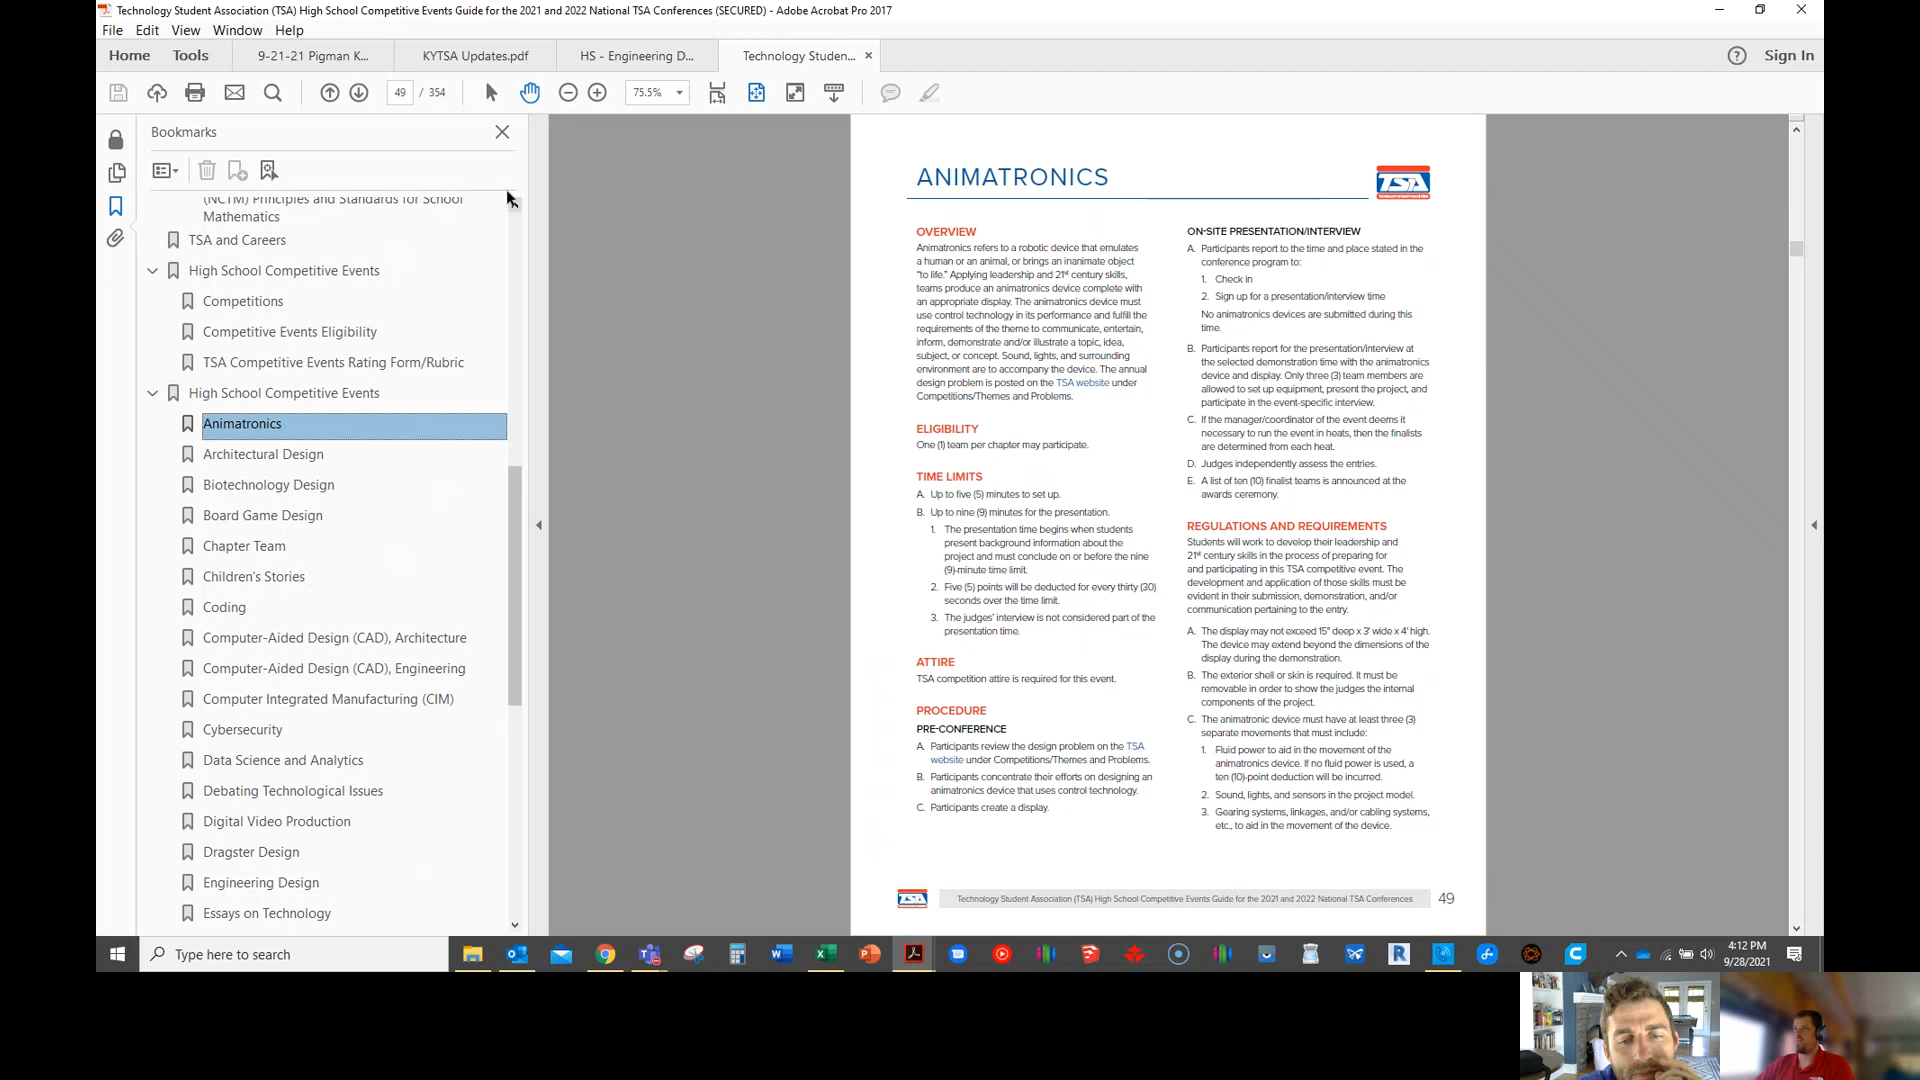 Technology Student Association (TSA) High School Competitive Events Guide for the 2021 and 2022 National TSA Conferences (SECURED) - Adobe Acrobat Pro 2017
File Edit View Window Help
Home Tools 9-21-21 Pigman K... KYTSA Updates.pdf HS - Engineering D... Technology Studen... Sign In
49 / 354 75.5%
Bookmarks
(NCTM) Principles and Standards for School
Mathematics
TSA and Careers
High School Competitive Events
Competitions
Competitive Events Eligibility
TSA Competitive Events Rating Form/Rubric
High School Competitive Events
Animatronics
Architectural Design
Biotechnology Design
Board Game Design
Chapter Team
Children's Stories
Coding
Computer-Aided Design (CAD), Architecture
Computer-Aided Design (CAD), Engineering
Computer Integrated Manufacturing (CIM)
Cybersecurity
Data Science and Analytics
Debating Technological Issues
Digital Video Production
Dragster Design
Engineering Design
Essays on Technology
ANIMATRONICS
TSA
OVERVIEW
Animatronics refers to a robotic device that emulates
a human or an animal, or brings an inanimate object
"to life." Applying leadership and 21st century skills,
teams produce an animatronics device complete with
an appropriate display. The animatronics device must
use control technology in its performance and fulfill the
requirements of the theme to communicate, entertain,
inform, demonstrate and/or illustrate a topic, idea,
subject, or concept. Sound, lights, and surrounding
environment are to accompany the device. The annual
design problem is posted on the TSA website under
Competitions/Themes and Problems.
ELIGIBILITY
One (1) team per chapter may participate.
TIME LIMITS
A. Up to five (5) minutes to set up.
B. Up to nine (9) minutes for the presentation.
1. The presentation time begins when students
present background information about the
project and must conclude on or before the nine
(9)-minute time limit.
2. Five (5) points will be deducted for every thirty (30)
seconds over the time limit.
3. The judges' interview is not considered part of the
presentation time.
ATTIRE
TSA competition attire is required for this event.
PROCEDURE
PRE-CONFERENCE
A. Participants review the design problem on the TSA
website under Competitions/Themes and Problems.
B. Participants concentrate their efforts on designing an
animatronics device that uses control technology.
C. Participants create a display.
ON-SITE PRESENTATION/INTERVIEW
A. Participants report to the time and place stated in the
conference program to:
1. Check in
2. Sign up for a presentation/interview time
No animatronics devices are submitted during this
time.
B. Participants report for the presentation/interview at
the selected demonstration time with the animatronics
device and display. Only three (3) team members are
allowed to set up equipment, present the project, and
participate in the event-specific interview.
C. If the manager/coordinator of the event deems it
necessary to run the event in heats, then the finalists
are determined from each heat.
D. Judges independently assess the entries.
E. A list of ten (10) finalist teams is announced at the
awards ceremony.
REGULATIONS AND REQUIREMENTS
Students will work to develop their leadership and
21st century skills in the process of preparing for
and participating in this TSA competitive event. The
development and application of those skills must be
evident in their submission, demonstration, and/or
communication pertaining to the entry.
A. The display may not exceed 15" deep x 3' wide x 4' high.
The device may extend beyond the dimensions of the
display during the demonstration.
B. The exterior shell or skin is required. It must be
removable in order to show the judges the internal
components of the project.
C. The animatronic device must have at least three (3)
separate movements that must include:
1. Fluid power to aid in the movement of the
animatronics device. If no fluid power is used, a
ten (10)-point deduction will be incurred.
2. Sound, lights, and sensors in the project model.
3. Gearing systems, linkages, and/or cabling systems,
etc., to aid in the movement of the device.
TSA Technology Student Association (TSA) High School Competitive Events Guide for the 2021 and 2022 National TSA Conferences 49
Type here to search
4:12 PM
9/28/2021